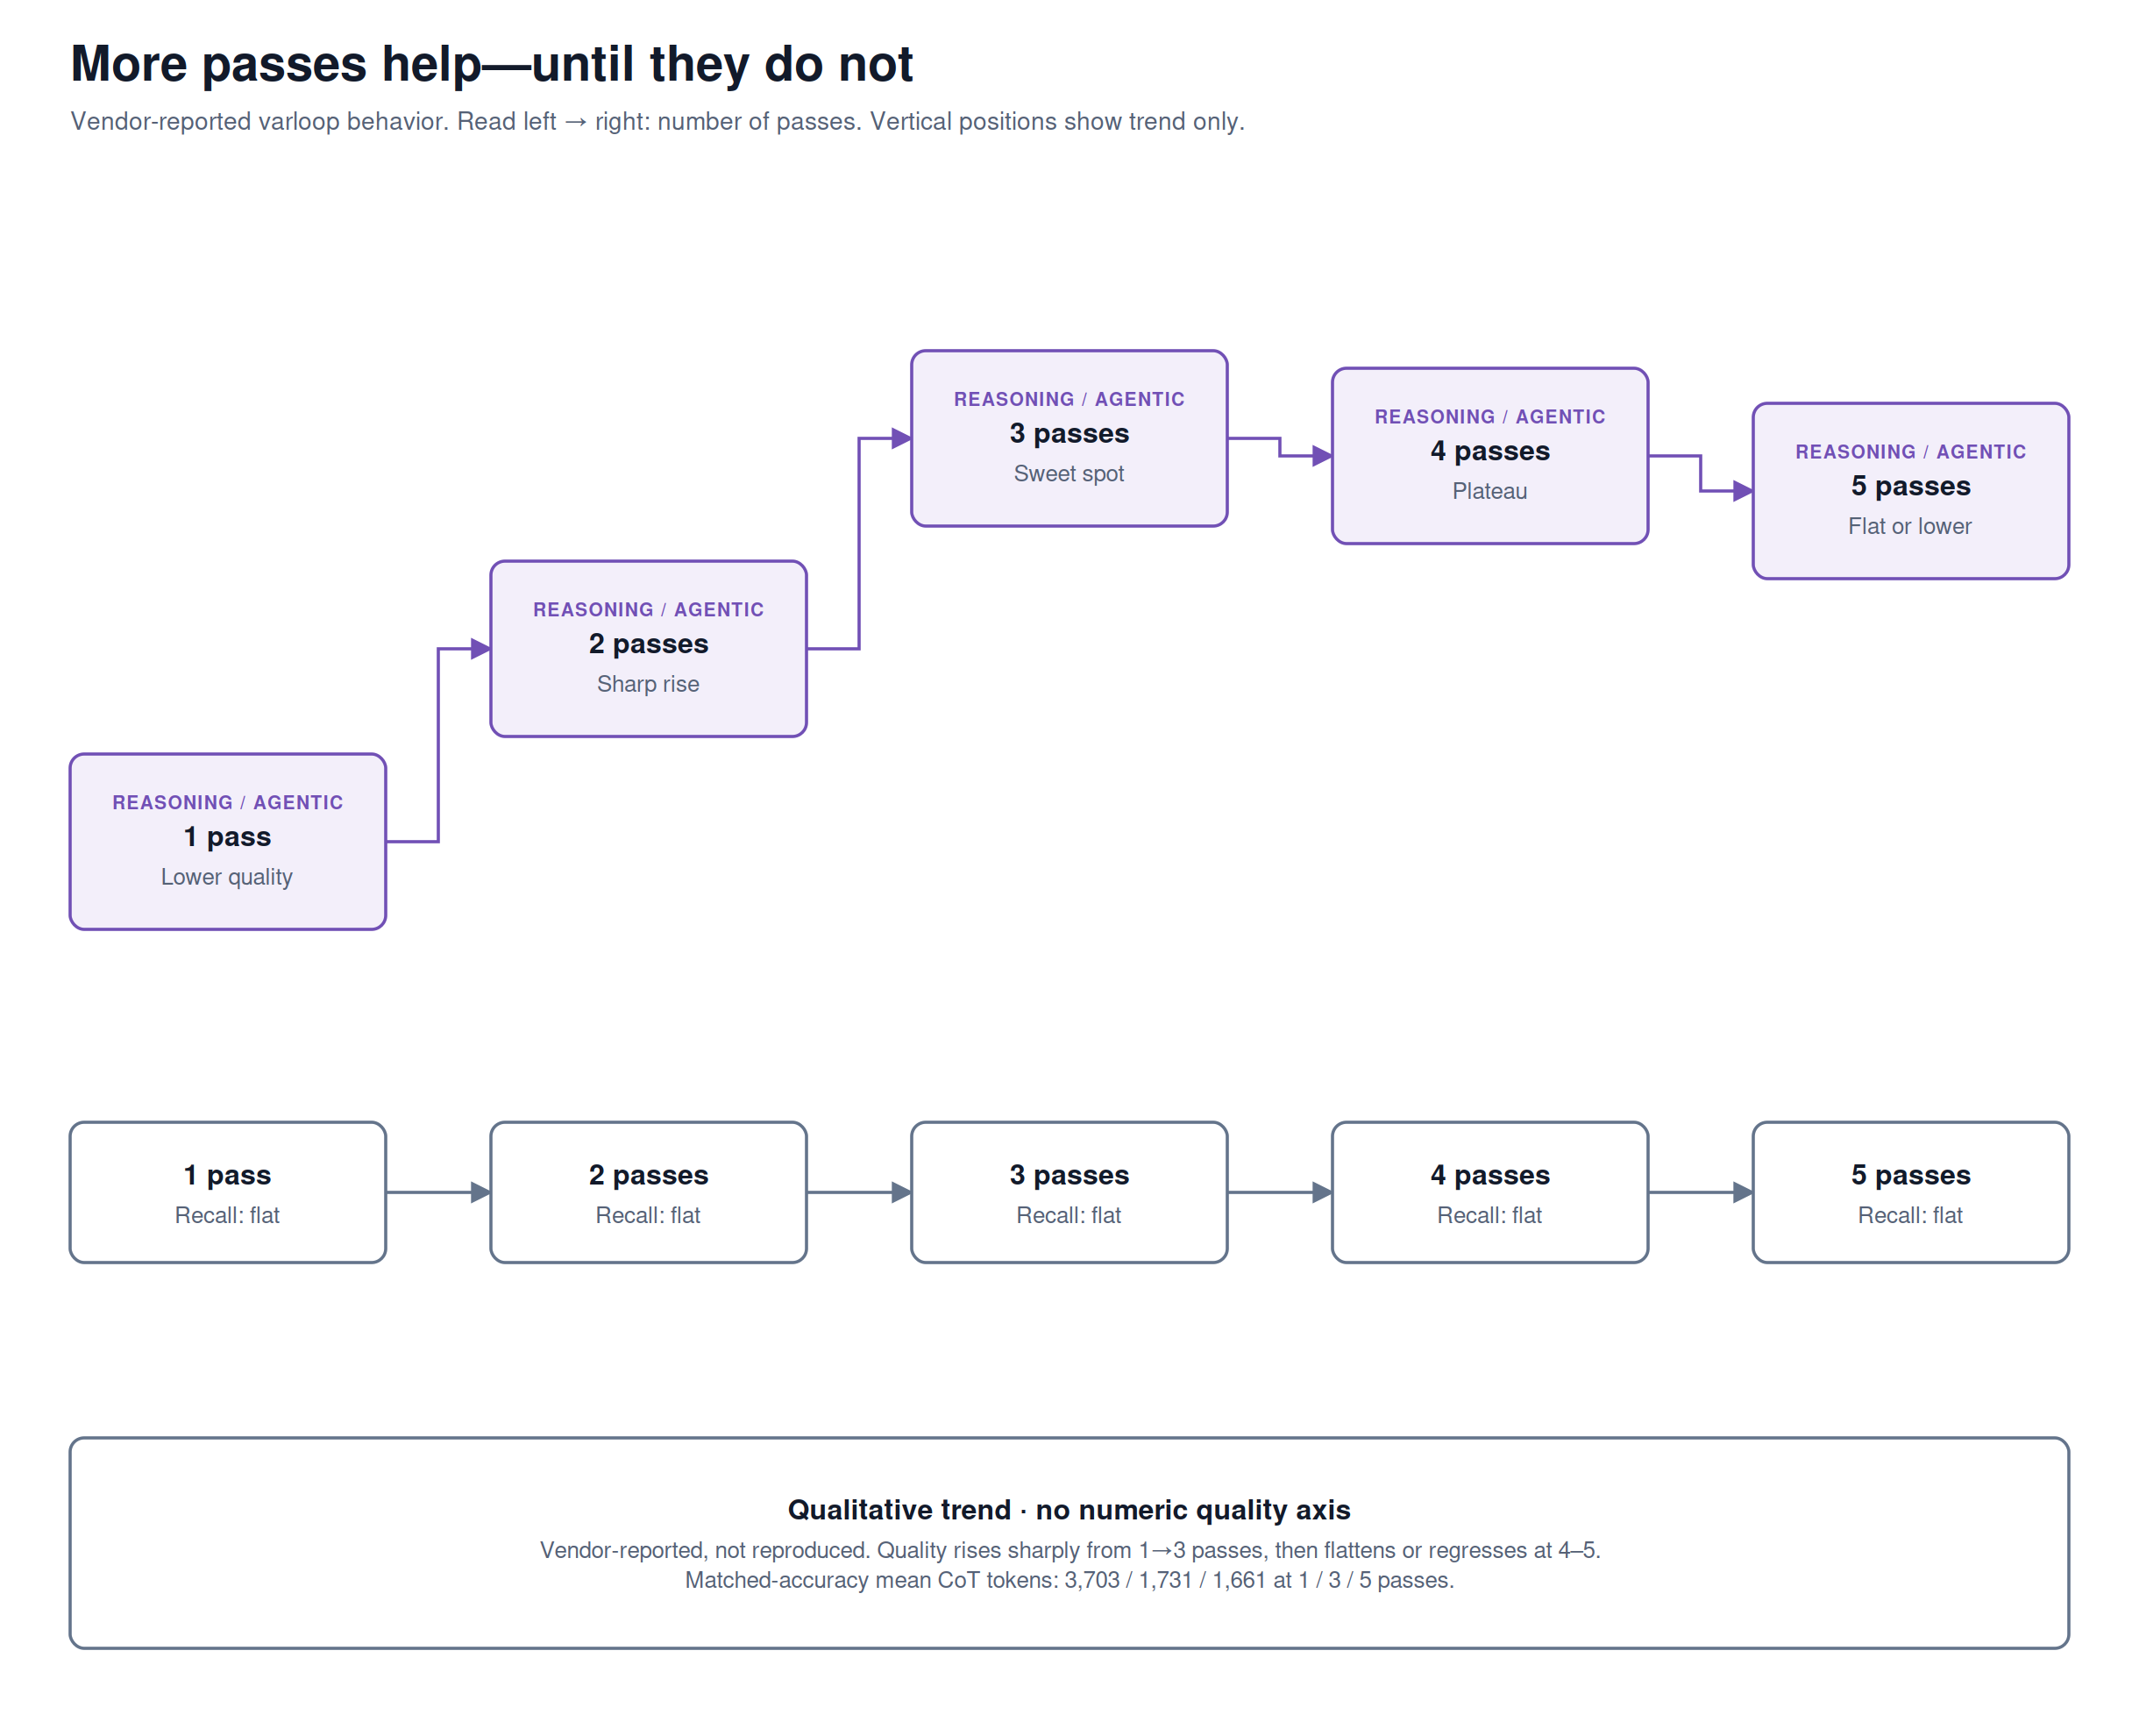 More passes help—until they do not
Vendor-reported varloop behavior. Read left → right: number of passes. Vertical positions show trend only.
REASONING / AGENTIC
1 pass
Lower quality
REASONING / AGENTIC
2 passes
Sharp rise
REASONING / AGENTIC
3 passes
Sweet spot
REASONING / AGENTIC
4 passes
Plateau
REASONING / AGENTIC
5 passes
Flat or lower
1 pass
Recall: flat
2 passes
Recall: flat
3 passes
Recall: flat
4 passes
Recall: flat
5 passes
Recall: flat
Qualitative trend · no numeric quality axis
Vendor-reported, not reproduced. Quality rises sharply from 1→3 passes, then flattens or regresses at 4–5.
Matched-accuracy mean CoT tokens: 3,703 / 1,731 / 1,661 at 1 / 3 / 5 passes.